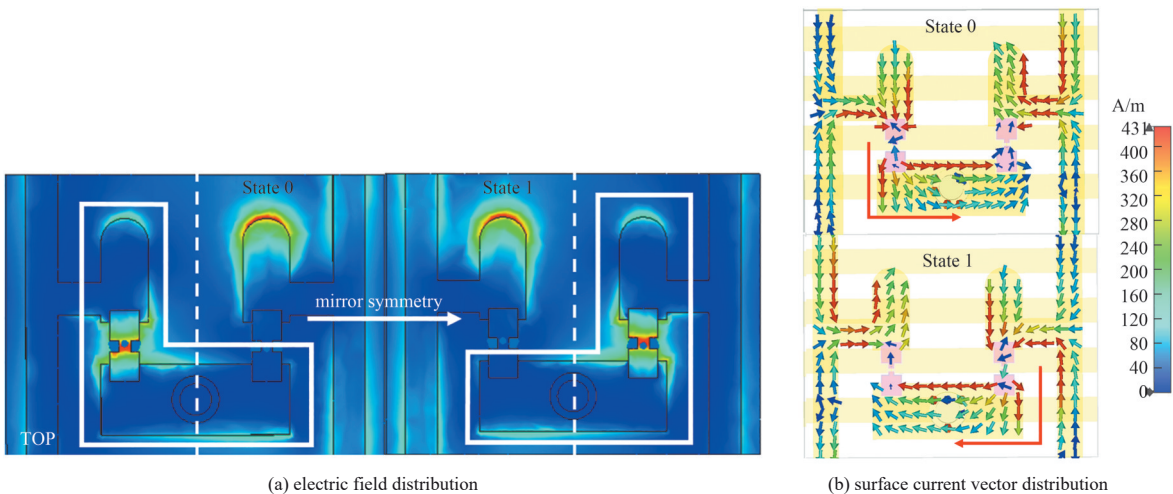 State 0
State 1
mirror symmetry
TOP
(a) electric field distribution
State 0
State 1
A/m
431
400
360
320
280
240
200
160
120
80
40
0
(b) surface current vector distribution